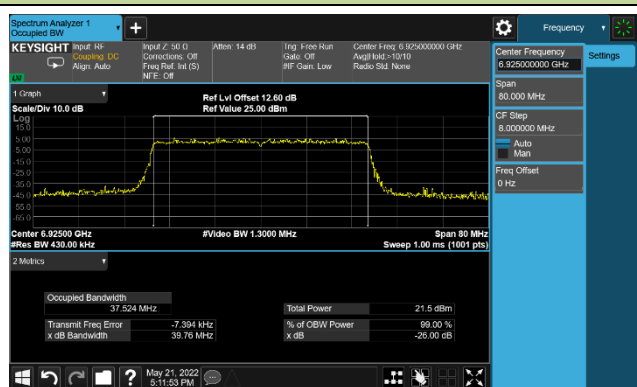 Spectrum Analyzer 1
Occupied BW
+
Frequency
KEYSIGHT
Input: RF
Coupling: DC
Align: Auto
Input Z: 50 Ω
Corrections: Off
Freq Ref: Int (S)
NFE: Off
Atten: 14 dB
Trig: Free Run
Gate: Off
#IF Gain: Low
Center Freq: 6.925000000 GHz
Avg|Hold:>10/10
Radio Std: None
Center Frequency
6.925000000 GHz
Settings
Span
80.000 MHz
CF Step
8.000000 MHz
Auto
Man
Freq Offset
0 Hz
1 Graph
Scale/Div 10.0 dB
Ref Lvl Offset 12.60 dB
Ref Value 25.00 dBm
Log
15.0
5.00
-5.00
-15.0
-25.0
-35.0
-45.0
-55.0
-65.0
Center 6.92500 GHz
#Res BW 430.00 kHz
#Video BW 1.3000 MHz
Span 80 MHz
Sweep 1.00 ms (1001 pts)
2 Metrics
Occupied Bandwidth
37.524 MHz
Total Power 21.5 dBm
Transmit Freq Error -7.394 kHz
% of OBW Power 99.00 %
x dB Bandwidth 39.76 MHz
x dB -26.00 dB
?
May 21, 2022
5:11:53 PM